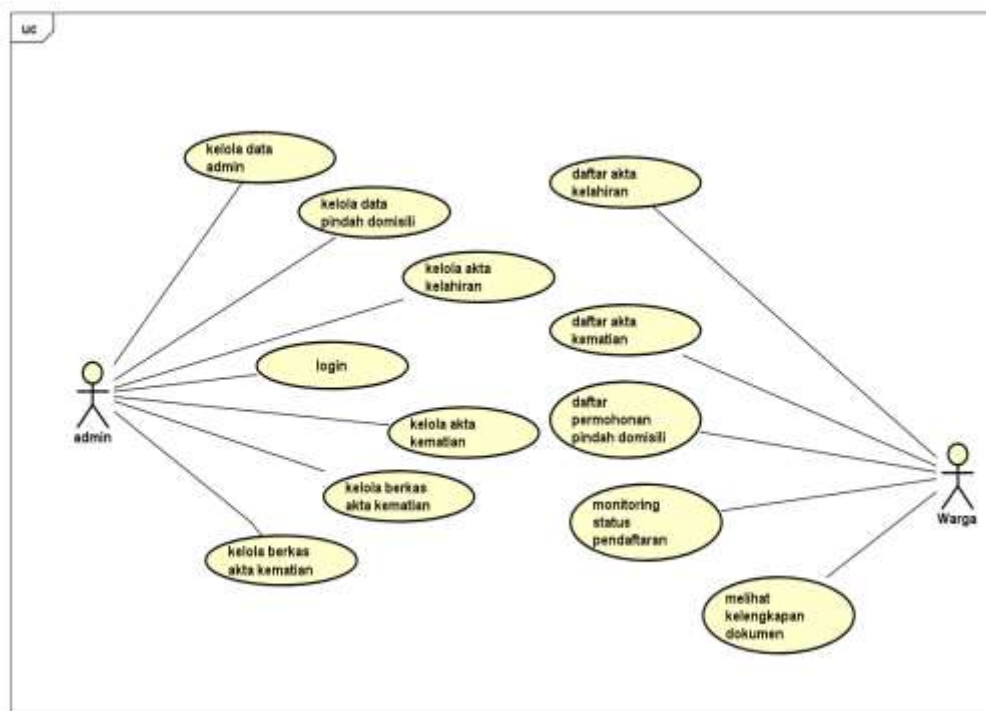 uc
kelola data
admin
kelola data
pindah domisili
kelola akta
kelahiran
login
kelola akta
kematian
kelola berkas
akta kematian
kelola berkas
akta kematian
admin
daftar akta
kelahiran
daftar akta
kematian
daftar
permohonan
pindah domisili
monitoring
status
pendaftaran
melihat
kelengkapan
dokumen
Warga